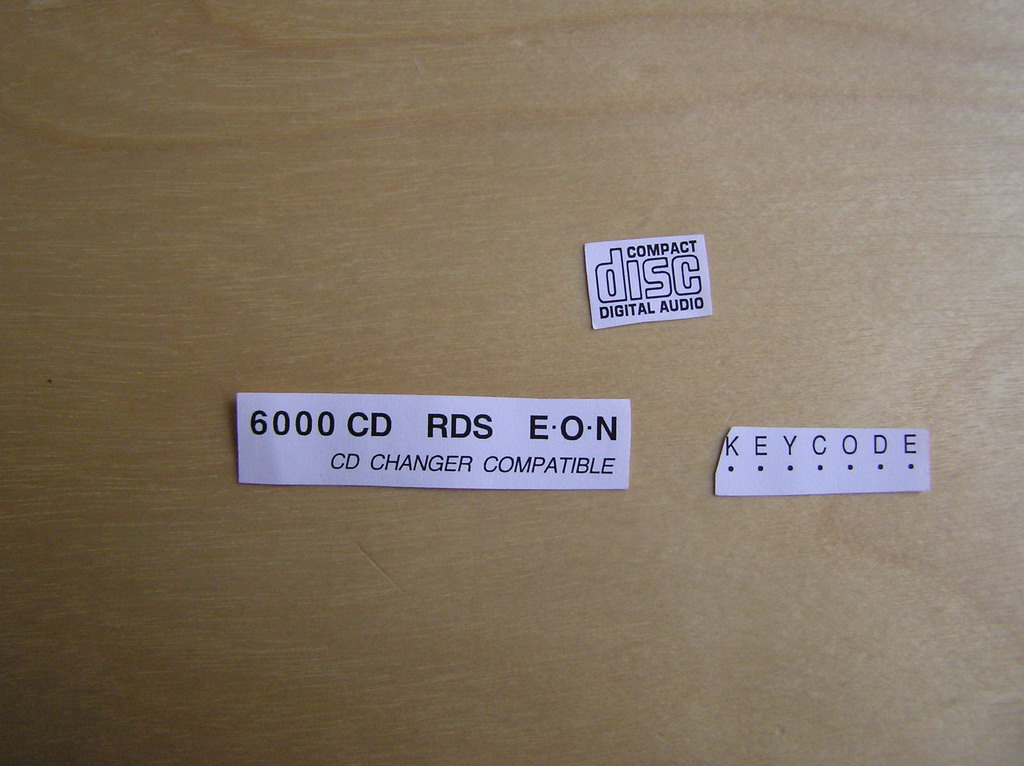 COMPACT
disc
DIGITAL AUDIO
6000 CD RDS E·O·N
CD CHANGER COMPATIBLE
KEYCODE